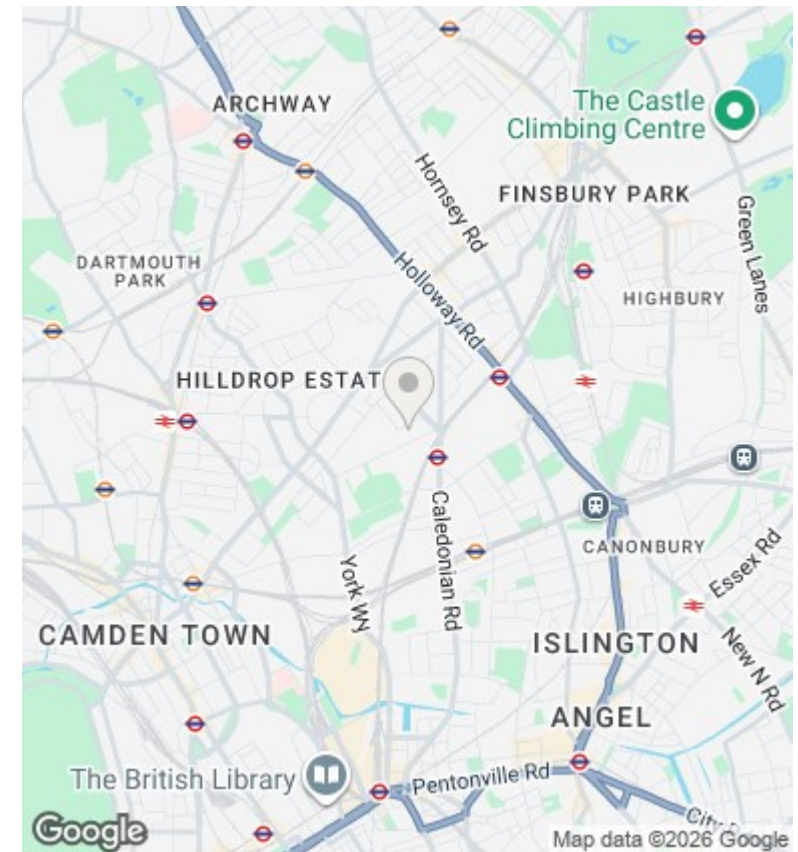 ARCHWAY
The Castle
Climbing Centre
Hornsey Rd
FINSBURY PARK
Green Lanes
DARTMOUTH
PARK
Holloway Rd
HIGHBURY
HILLDROP ESTAT
Caledonian Rd
CANONBURY
Essex Rd
York WY
CAMDEN TOWN
ISLINGTON
New N Rd
ANGEL
The British Library
Pentonville Rd
City
Google
Map data ©2026 Google